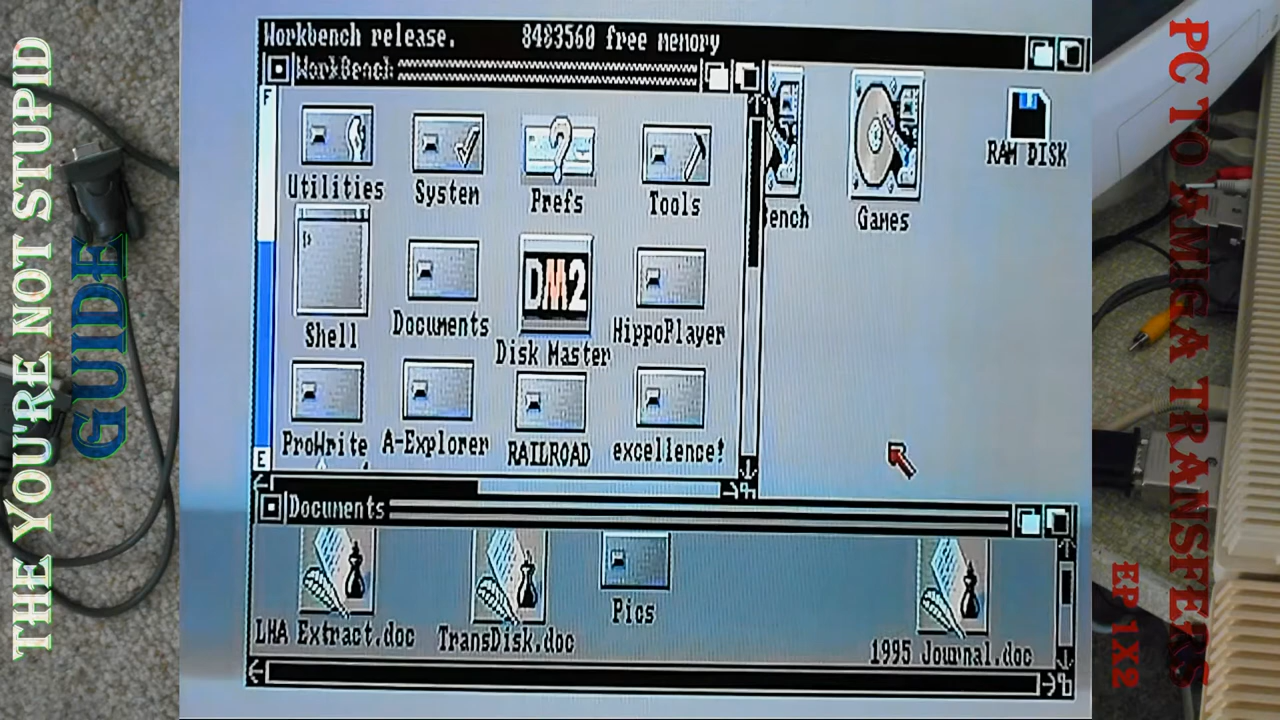 THE YOU'RE NOT STUPID
GUIDE
Workbench release. 8483560 free memory
WorkBench
F
Utilities
System
Prefs
Tools
Bench
Games
RAM DISK
Shell
Documents
Disk Master
DM2
HippoPlayer
ProWrite
A-Explorer
RAILROAD
excellence!
E
Documents
LHA Extract.doc
TransDisk.doc
Pics
1995 Journal.doc
PC TO AMIGA TRANSFERS
EP 1X2